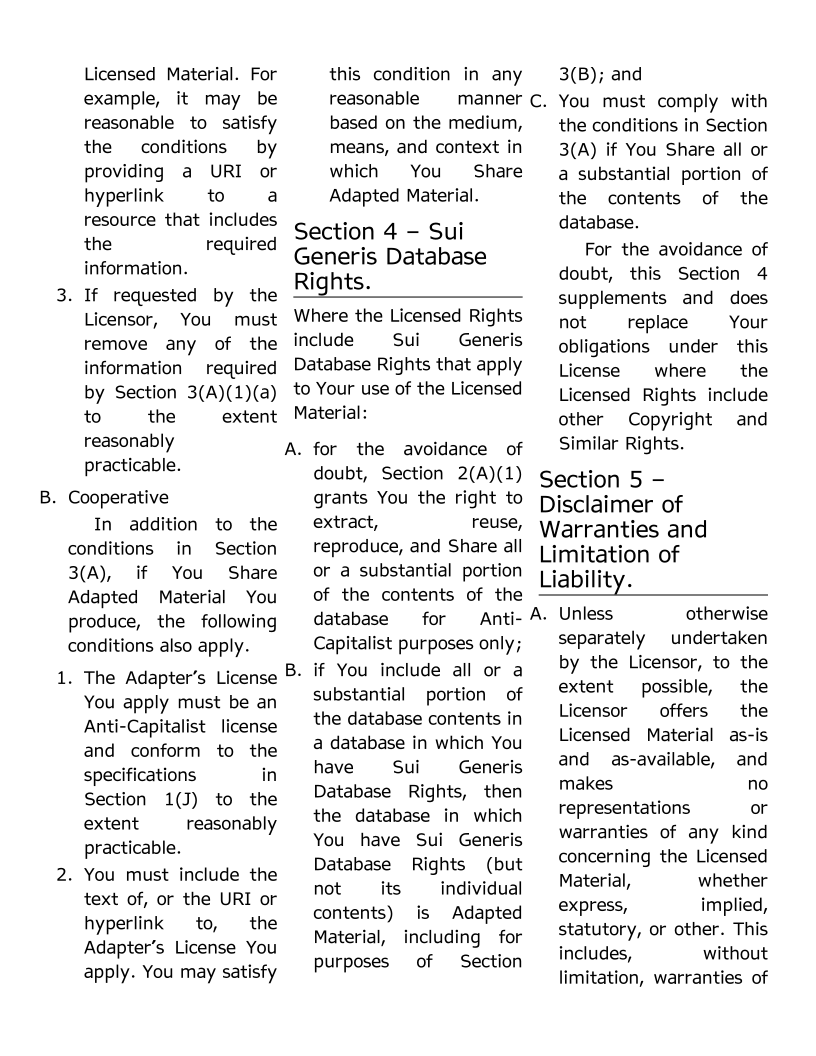 Licensed Material. For
example, it may be
reasonable to satisfy
the conditions by
providing a URI or
hyperlink to a
resource that includes
the required
information.
3. If requested by the
Licensor, You must
remove any of the
information required
by Section 3(A)(1)(a)
to the extent
reasonably
practicable.
B. Cooperative
In addition to the
conditions in Section
3(A), if You Share
Adapted Material You
produce, the following
conditions also apply.
1. The Adapter’s License
You apply must be an
Anti-Capitalist license
and conform to the
specifications in
Section 1(J) to the
extent reasonably
practicable.
2. You must include the
text of, or the URI or
hyperlink to, the
Adapter’s License You
apply. You may satisfy
this condition in any
reasonable manner
based on the medium,
means, and context in
which You Share
Adapted Material.
Section 4 – Sui
Generis Database
Rights.
Where the Licensed Rights
include Sui Generis
Database Rights that apply
to Your use of the Licensed
Material:
A. for the avoidance of
doubt, Section 2(A)(1)
grants You the right to
extract, reuse,
reproduce, and Share all
or a substantial portion
of the contents of the
database for Anti-
Capitalist purposes only;
B. if You include all or a
substantial portion of
the database contents in
a database in which You
have Sui Generis
Database Rights, then
the database in which
You have Sui Generis
Database Rights (but
not its individual
contents) is Adapted
Material, including for
purposes of Section
3(B); and
C. You must comply with
the conditions in Section
3(A) if You Share all or
a substantial portion of
the contents of the
database.
For the avoidance of
doubt, this Section 4
supplements and does
not replace Your
obligations under this
License where the
Licensed Rights include
other Copyright and
Similar Rights.
Section 5 –
Disclaimer of
Warranties and
Limitation of
Liability.
A. Unless otherwise
separately undertaken
by the Licensor, to the
extent possible, the
Licensor offers the
Licensed Material as-is
and as-available, and
makes no
representations or
warranties of any kind
concerning the Licensed
Material, whether
express, implied,
statutory, or other. This
includes, without
limitation, warranties of